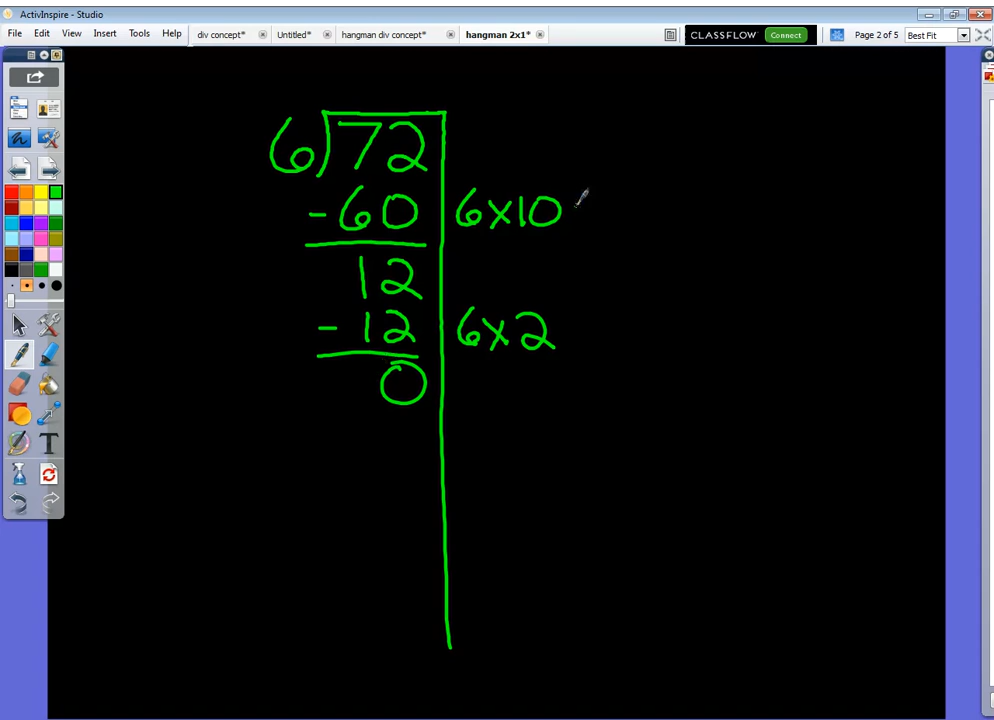 ActivInspire - Studio
File Edit View Insert Tools Help div concept* Untitled* hangman div concept* hangman 2x1* CLASSFLOW Connect Page 2 of 5 Best Fit
6)72
-60 6x10
12
-12 6x2
0
T